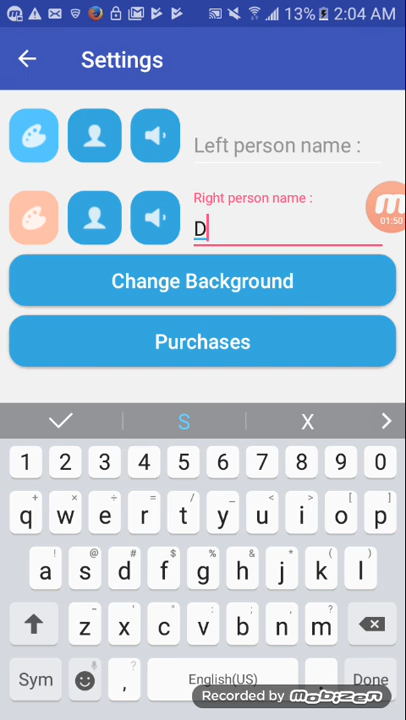 13% 2:04 AM
Settings
Left person name :
Right person name :
01:50
D
Change Background
Purchases
S X
1 2 3 4 5 6 7 8 9 0
+ × ÷ = / _ < > [ ]
q w e r t y u i o p
! @ # $ % & * ( )
a s d f g h j k l
- ' " : ; , ?
z x c v b n m
Sym , ? English(US) . Done
Recorded by mobizen